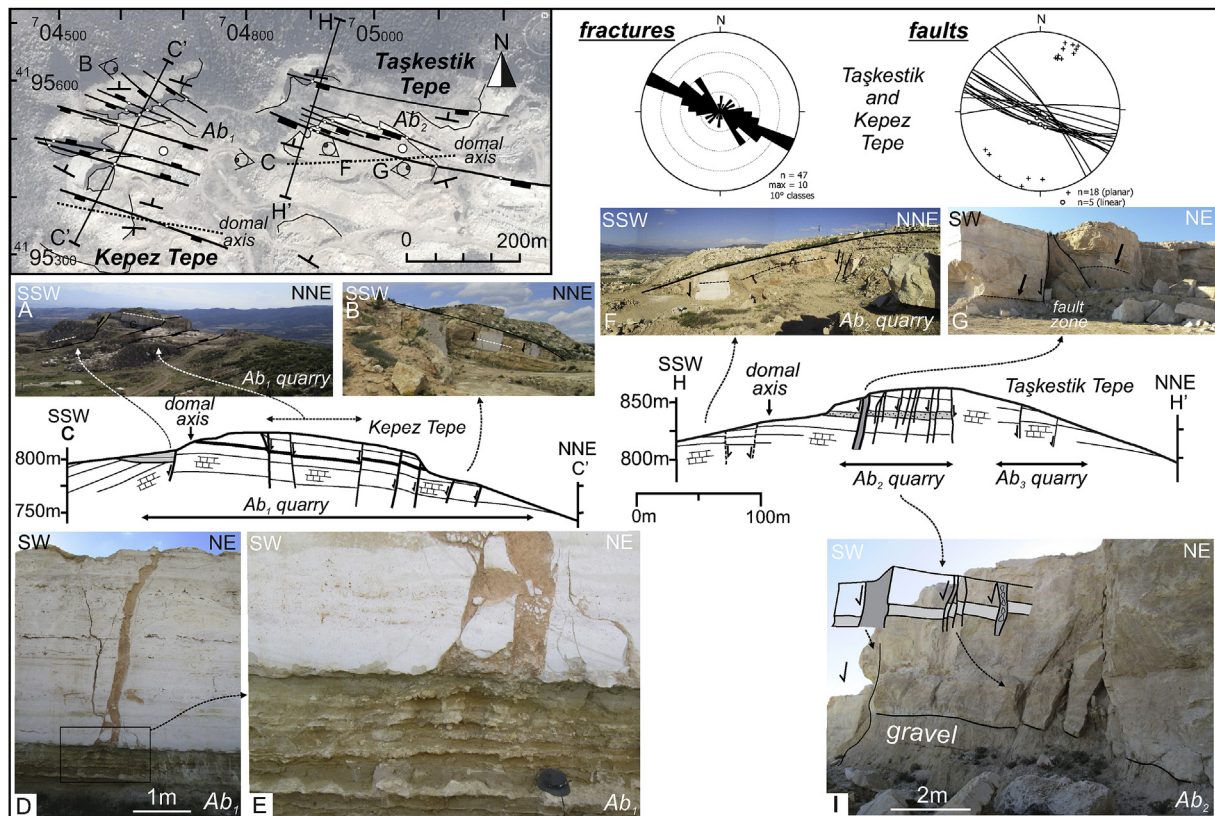 ⁷04500
⁷04800
⁷05000
H
C'
B
N
Taşkestik
Tepe
⁴¹95600
Ab₁
Ab₂
domal
axis
C
F
G
H'
domal
axis
C'
Kepez Tepe
0 200m
⁴¹95300
fractures
N
n = 47
max = 10
10° classes
Taşkestik
and
Kepez
Tepe
faults
N
+ n=18 (planar)
o n=5 (linear)
SSW NNE
A
Ab₁ quarry
SSW NNE
B
SSW NNE
F
Ab₂ quarry
SW NE
G
fault
zone
SSW
C
domal
axis
Kepez Tepe
NNE
C'
800m
750m
Ab₁ quarry
SSW
H
domal
axis
Taşkestik Tepe
NNE
H'
850m
800m
Ab₂ quarry
Ab₃ quarry
0m 100m
SW NE
D
1m
Ab₁
SW NE
E
Ab₁
SW NE
gravel
I
2m
Ab₂